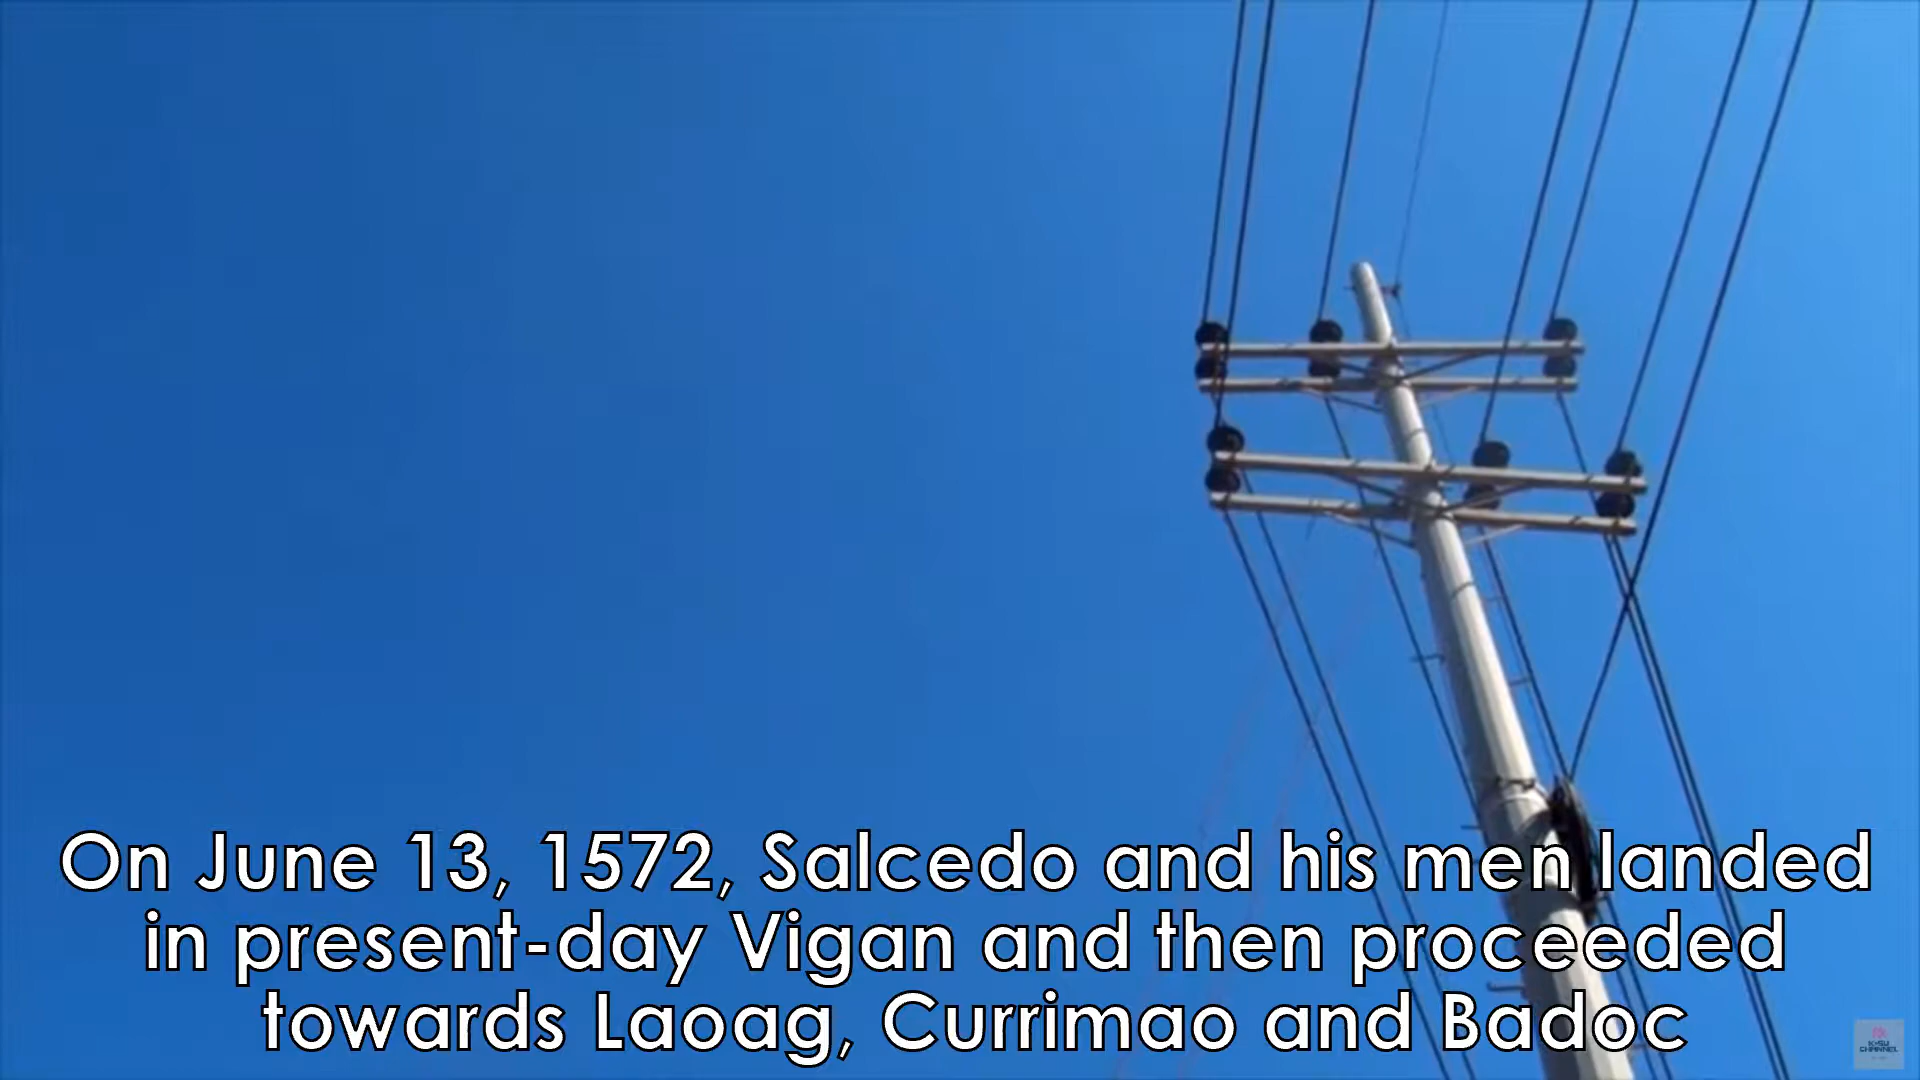 On June 13, 1572, Salcedo and his men landed
in present-day Vigan and then proceeded
towards Laoag, Currimao and Badoc
CHANNEL